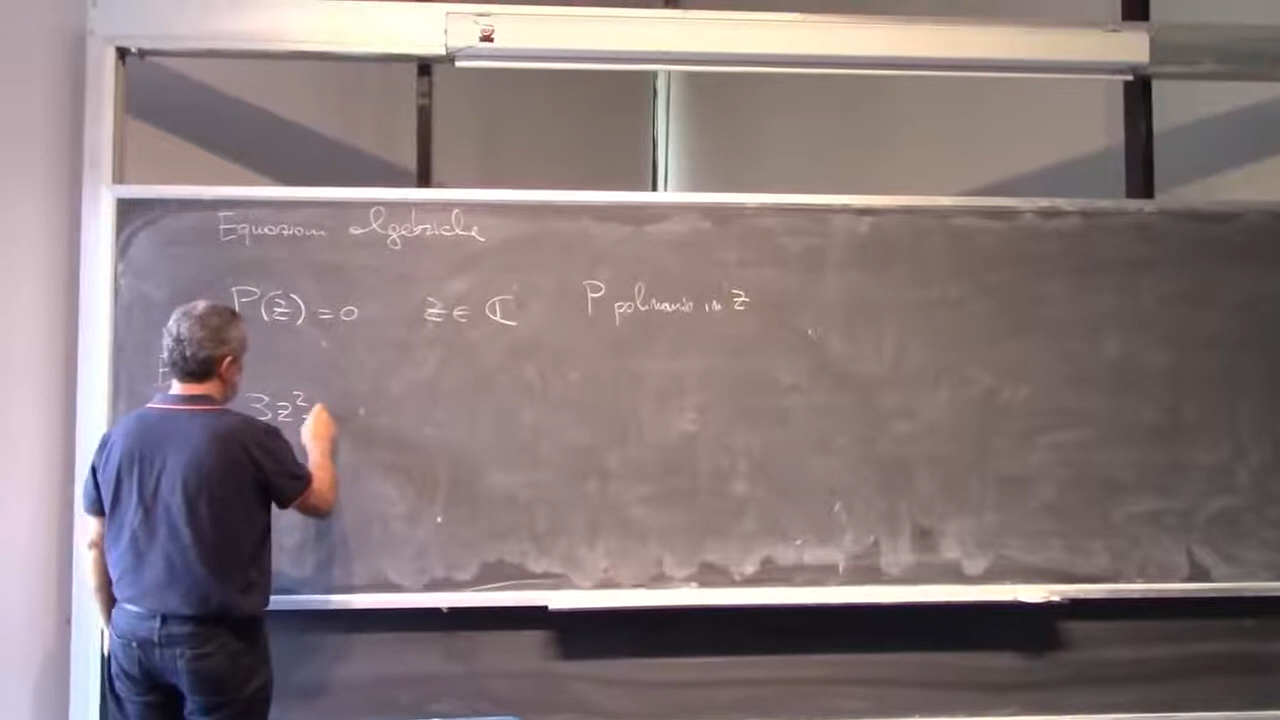 Equazioni algebriche
P(z) = 0 z ∈ ℂ P polinomio in z
3z²